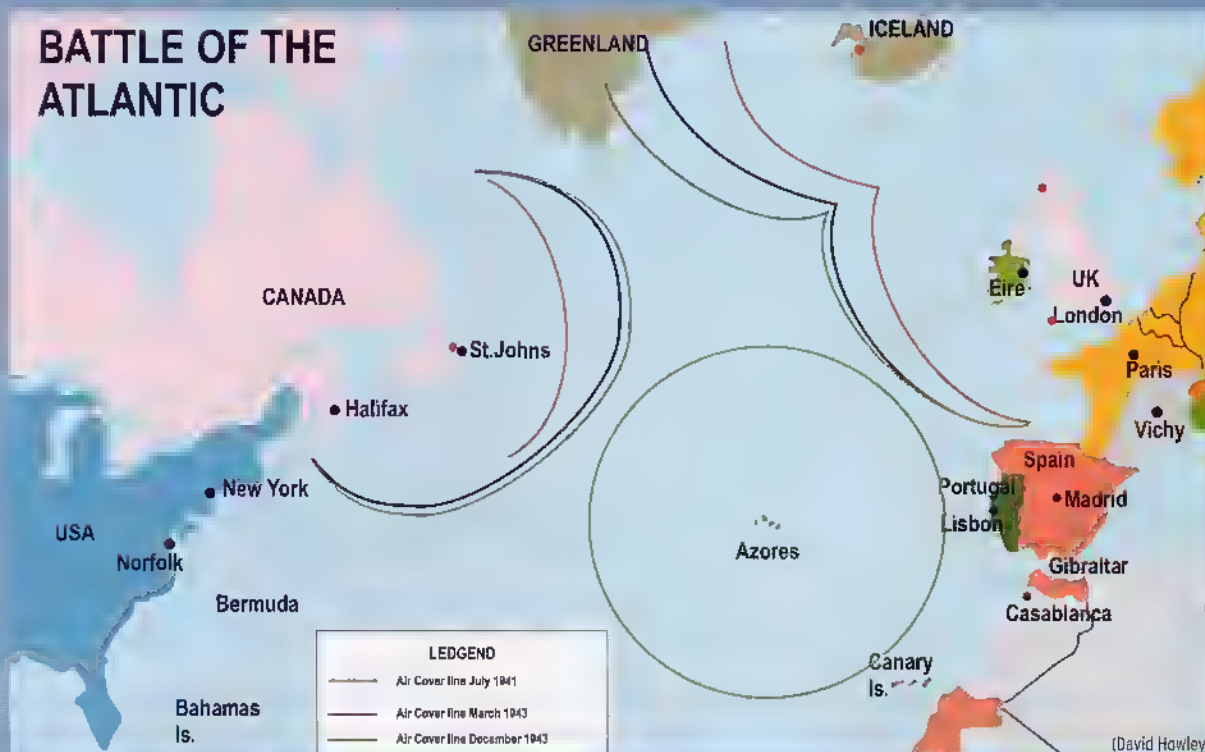 BATTLE OF THE
ATLANTIC
GREENLAND
ICELAND
CANADA
St.Johns
Halifax
New York
USA
Norfolk
Bermuda
Bahamas
Is.
Eire
UK
London
Paris
Vichy
Spain
Portugal
Madrid
Lisbon
Gibraltar
Casablanca
Azores
Canary
Is.
LEDGEND
Air Cover line July 1941
Air Cover line March 1943
Air Cover line December 1943
(David Howley